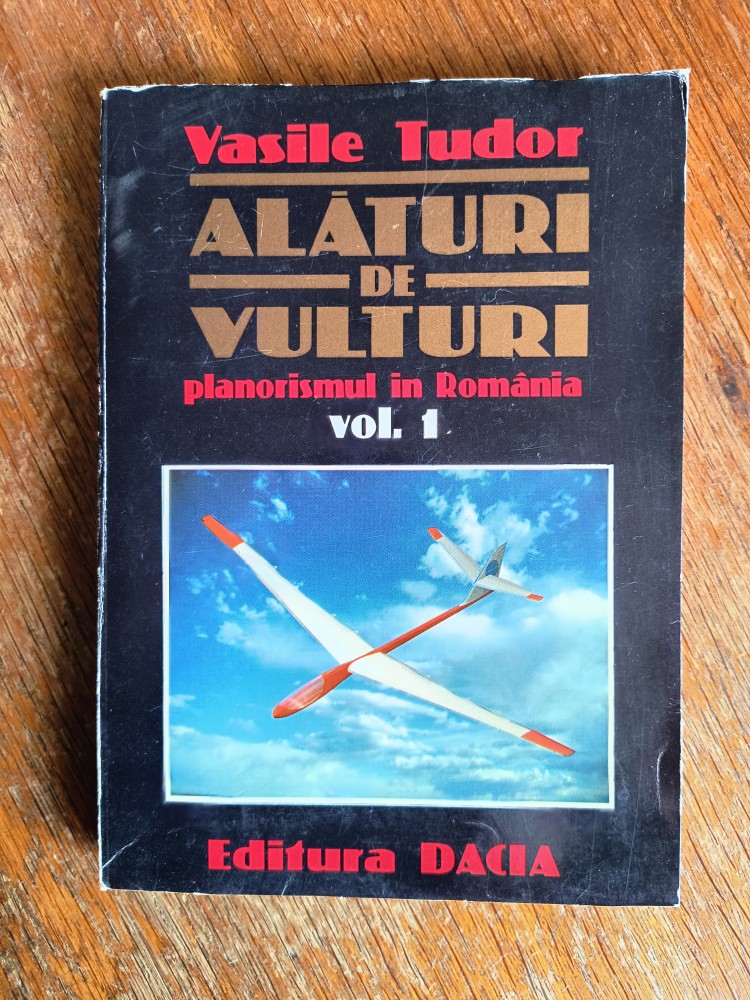 Vasile Tudor
ALĂTURI
DE
VULTURI
planorismul in România
vol. 1
Editura DACIA